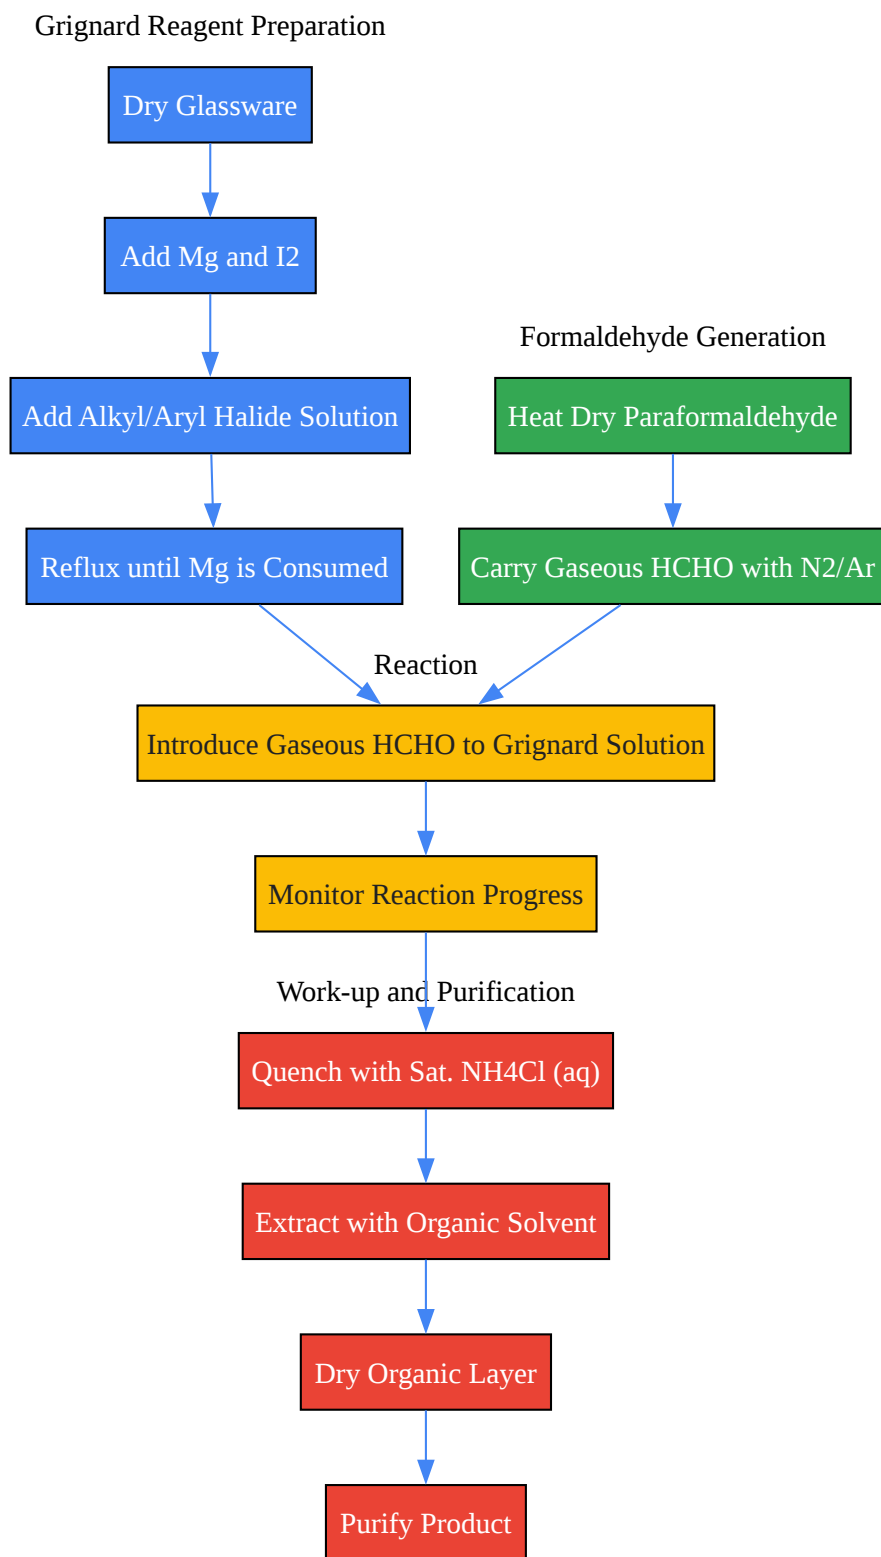 Grignard Reagent Preparation
Dry Glassware
Add Mg and I2
Formaldehyde Generation
Add Alkyl/Aryl Halide Solution
Heat Dry Paraformaldehyde
Reflux until Mg is Consumed
Carry Gaseous HCHO with N2/Ar
Reaction
Introduce Gaseous HCHO to Grignard Solution
Monitor Reaction Progress
Work-up and Purification
Quench with Sat. NH4Cl (aq)
Extract with Organic Solvent
Dry Organic Layer
Purify Product